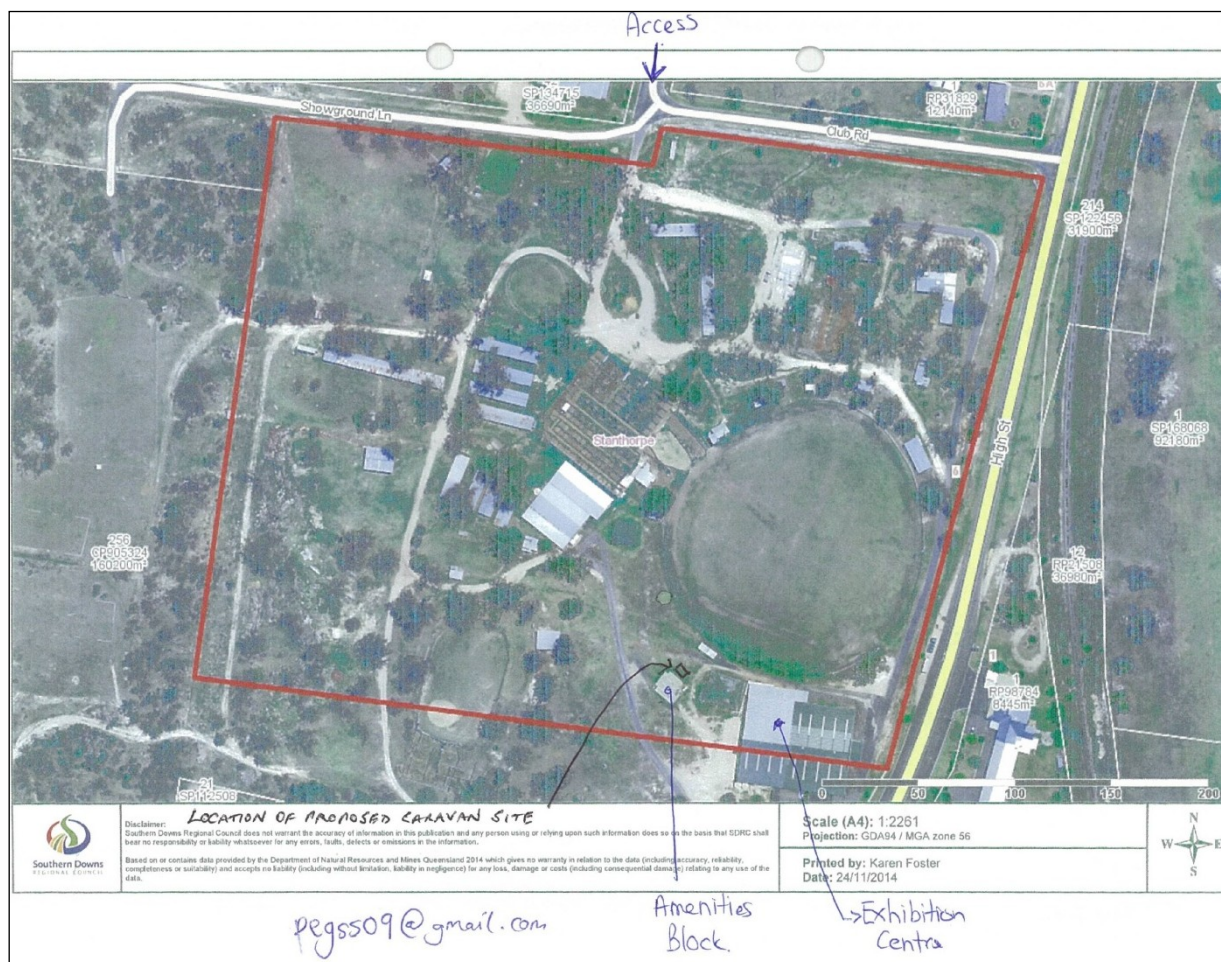 Access
SP134715
36690m²
RP31829
12140m²
6A
Showground Ln
Club Rd
214
SP122456
31900m²
Stanthorpe
High St
6
1
SP168068
92180m²
256
CP905324
160200m²
12
RP21508
36980m²
1
1
RP98784
8445m²
21
SP112508
0 50 100 150 200
LOCATION OF PROPOSED CARAVAN SITE
Disclaimer:
Southern Downs Regional Council does not warrant the accuracy of information in this publication and any person using or relying upon such information does so on the basis that SDRC shall
bear no responsibility or liability whatsoever for any errors, faults, defects or omissions in the information.
Based on or contains data provided by the Department of Natural Resources and Mines Queensland 2014 which gives no warranty in relation to the data (including accuracy, reliability,
completeness or suitability) and accepts no liability (including without limitation, liability in negligence) for any loss, damage or costs (including consequential damage) relating to any use of the
data.
Southern Downs
REGIONAL COUNCIL
Scale (A4): 1:2261
Projection: GDA94 / MGA zone 56
Printed by: Karen Foster
Date: 24/11/2014
N
W E
S
pegsso9@gmail.com
Amenities
Block.
Exhibition
Centre